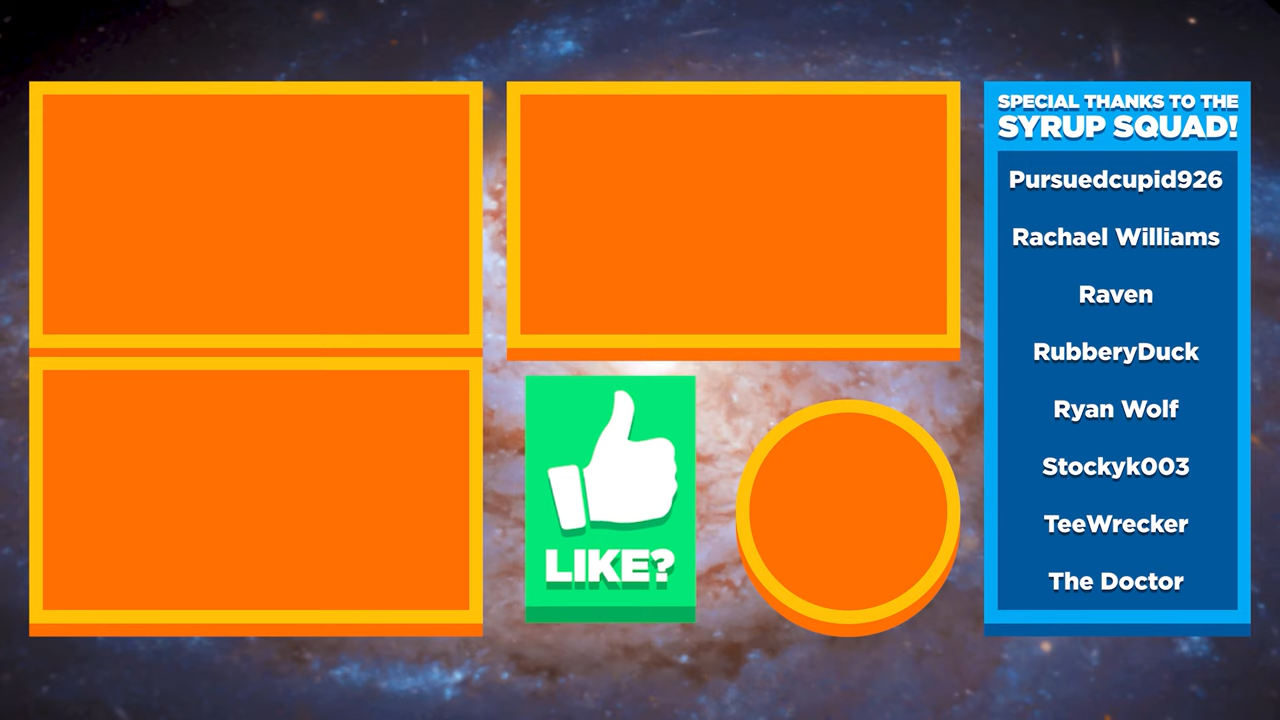 SPECIAL THANKS TO THE
SYRUP SQUAD!
Pursuedcupid926
Rachael Williams
Raven
RubberyDuck
Ryan Wolf
Stockyk003
TeeWrecker
The Doctor
LIKE?